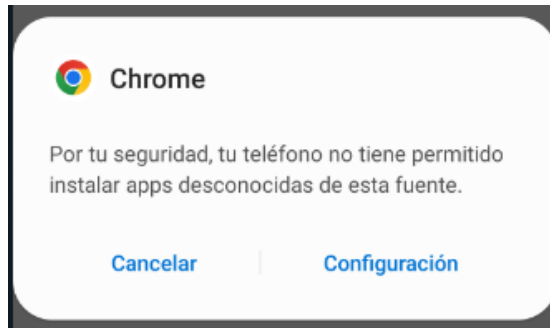 Chrome
Por tu seguridad, tu teléfono no tiene permitido
instalar apps desconocidas de esta fuente.
Cancelar
Configuración